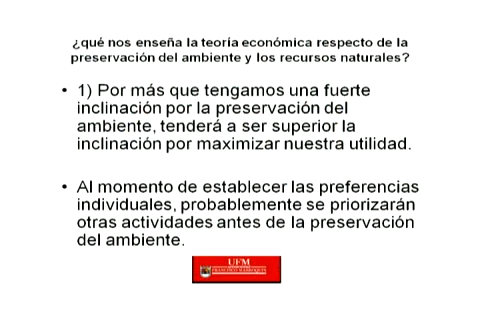 ¿qué nos enseña la teoría económica respecto de la
preservación del ambiente y los recursos naturales?
• 1) Por más que tengamos una fuerte
inclinación por la preservación del
ambiente, tenderá a ser superior la
inclinación por maximizar nuestra utilidad.
• Al momento de establecer las preferencias
individuales, probablemente se priorizarán
otras actividades antes de la preservación
del ambiente.
UFM
FRANCISCO MARROQUÍN